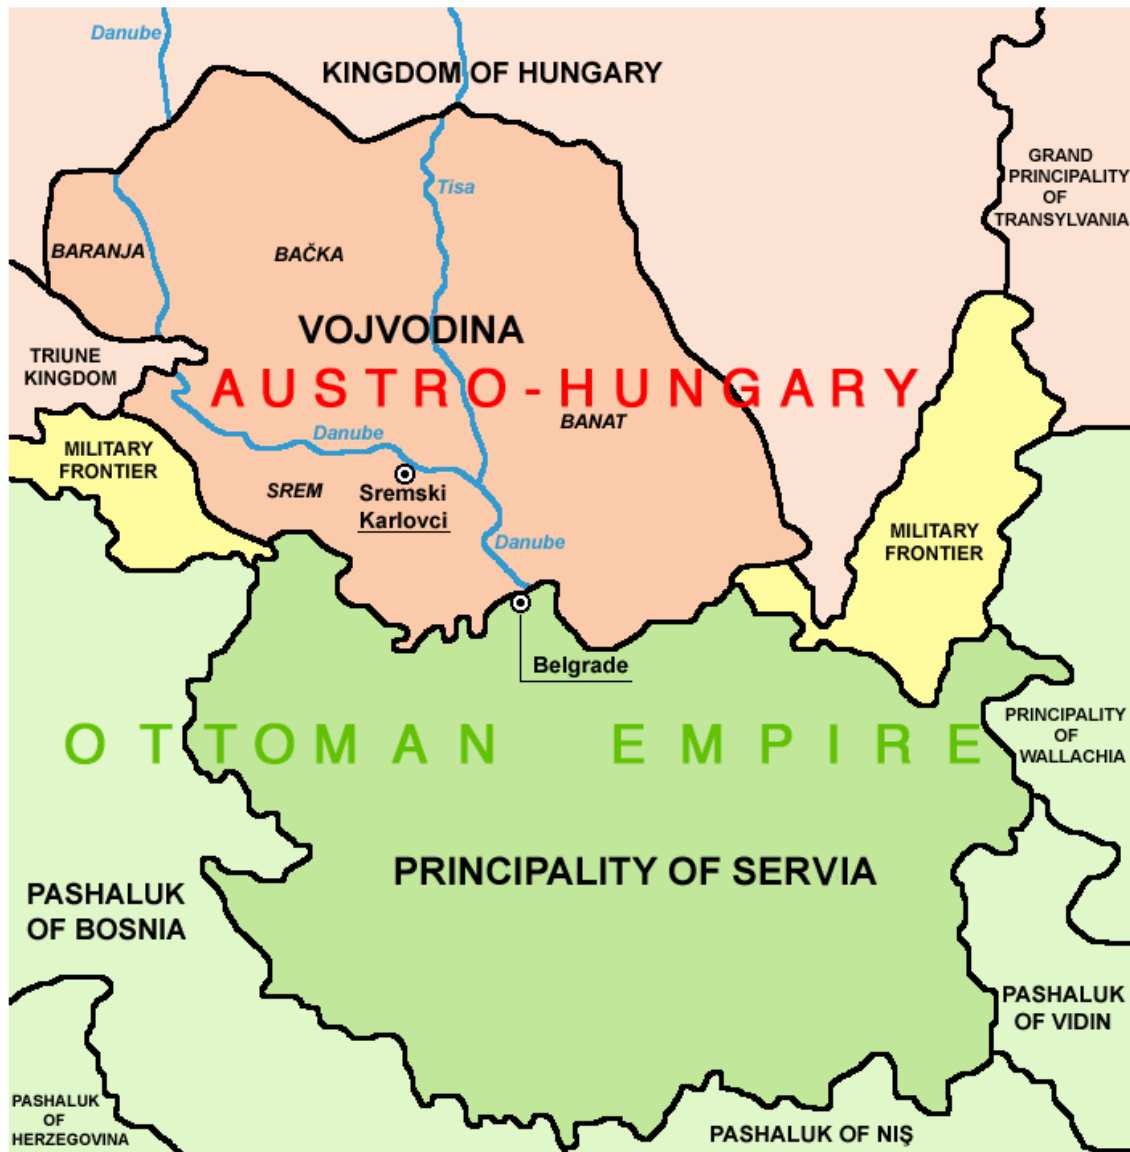 Danube
KINGDOM OF HUNGARY
GRAND
PRINCIPALITY
OF
TRANSYLVANIA
Tisa
BARANJA
BAČKA
VOJVODINA
TRIUNE
KINGDOM
AUSTRO-HUNGARY
BANAT
Danube
MILITARY
FRONTIER
SREM
Sremski
Karlovci
Danube
MILITARY
FRONTIER
Belgrade
OTTOMAN EMPIRE
PRINCIPALITY
OF
WALLACHIA
PRINCIPALITY OF SERVIA
PASHALUK
OF BOSNIA
PASHALUK
OF VIDIN
PASHALUK
OF
HERZEGOVINA
PASHALUK OF NIŞ